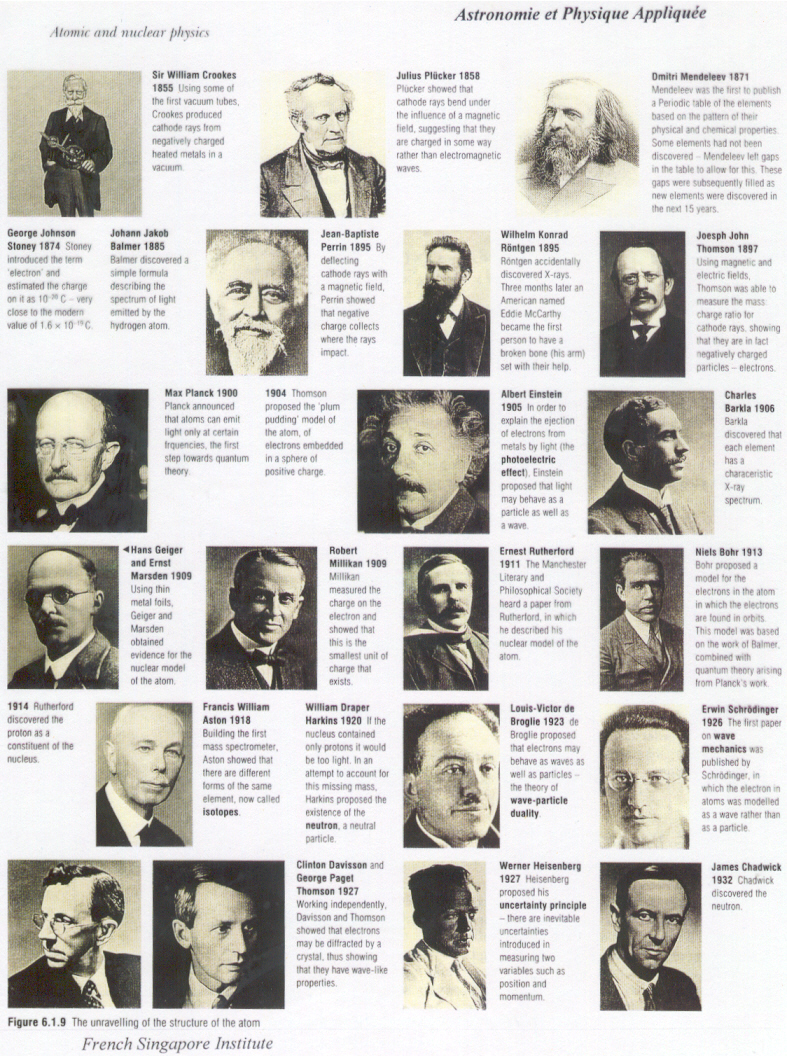 Astronomie et Physique Appliquée
Atomic and nuclear physics
Sir William Crookes
1855 Using some of
the first vacuum tubes,
Crookes produced
cathode rays from
negatively charged
heated metals in a
vacuum.
Julius Plücker 1858
Plücker showed that
cathode rays bend under
the influence of a magnetic
field, suggesting that they
are charged in some way
rather than electromagnetic
waves.
Dmitri Mendeleev 1871
Mendeleev was the first to publish
a Periodic table of the elements
based on the pattern of their
physical and chemical properties.
Some elements had not been
discovered – Mendeleev left gaps
in the table to allow for this. These
gaps were subsequently filled as
new elements were discovered in
the next 15 years.
George Johnson
Stoney 1874 Stoney
introduced the term
'electron' and
estimated the charge
on it as 10⁻²⁰ C – very
close to the modern
value of 1.6 × 10⁻¹⁹ C.
Johann Jakob
Balmer 1885
Balmer discovered a
simple formula
describing the
spectrum of light
emitted by the
hydrogen atom.
Jean-Baptiste
Perrin 1895 By
deflecting
cathode rays with
a magnetic field,
Perrin showed
that negative
charge collects
where the rays
impact.
Wilhelm Konrad
Röntgen 1895
Röntgen accidentally
discovered X-rays.
Three months later an
American named
Eddie McCarthy
became the first
person to have a
broken bone (his arm)
set with their help.
Joesph John
Thomson 1897
Using magnetic and
electric fields,
Thomson was able to
measure the mass:
charge ratio for
cathode rays, showing
that they are in fact
negatively charged
particles – electrons.
Max Planck 1900
Planck announced
that atoms can emit
light only at certain
frquencies, the first
step towards quantum
theory.
1904 Thomson
proposed the 'plum
pudding' model of
the atom, of
electrons embedded
in a sphere of
positive charge.
Albert Einstein
1905 In order to
explain the ejection
of electrons from
metals by light (the
photoelectric
effect), Einstein
proposed that light
may behave as a
particle as well as
a wave.
Charles
Barkla 1906
Barkla
discovered that
each element
has a
characeristic
X-ray
spectrum.
◄Hans Geiger
and Ernst
Marsden 1909
Using thin
metal foils,
Geiger and
Marsden
obtained
evidence for the
nuclear model
of the atom.
Robert
Millikan 1909
Millikan
measured the
charge on the
electron and
showed that
this is the
smallest unit of
charge that
exists.
Ernest Rutherford
1911 The Manchester
Literary and
Philosophical Society
heard a paper from
Rutherford, in which
he described his
nuclear model of the
atom.
Niels Bohr 1913
Bohr proposed a
model for the
electrons in the atom
in which the electrons
are found in orbits.
This model was based
on the work of Balmer,
combined with
quantum theory arising
from Planck's work.
1914 Rutherford
discovered the
proton as a
constituent of the
nucleus.
Francis William
Aston 1918
Building the first
mass spectrometer,
Aston showed that
there are different
forms of the same
element, now called
isotopes.
William Draper
Harkins 1920 If the
nucleus contained
only protons it would
be too light. In an
attempt to account for
this missing mass,
Harkins proposed the
existence of the
neutron, a neutral
particle.
Louis-Victor de
Broglie 1923 de
Broglie proposed
that electrons may
behave as waves as
well as particles –
the theory of
wave-particle
duality.
Erwin Schrödinger
1926 The first paper
on wave
mechanics was
published by
Schrödinger, in
which the electron in
atoms was modelled
as a wave rather than
as a particle.
Clinton Davisson and
George Paget
Thomson 1927
Working independently,
Davisson and Thomson
showed that electrons
may be diffracted by a
crystal, thus showing
that they have wave-like
properties.
Werner Heisenberg
1927 Heisenberg
proposed his
uncertainty principle
– there are inevitable
uncertainties
introduced in
measuring two
variables such as
position and
momentum.
James Chadwick
1932 Chadwick
discovered the
neutron.
Figure 6.1.9 The unravelling of the structure of the atom
French Singapore Institute